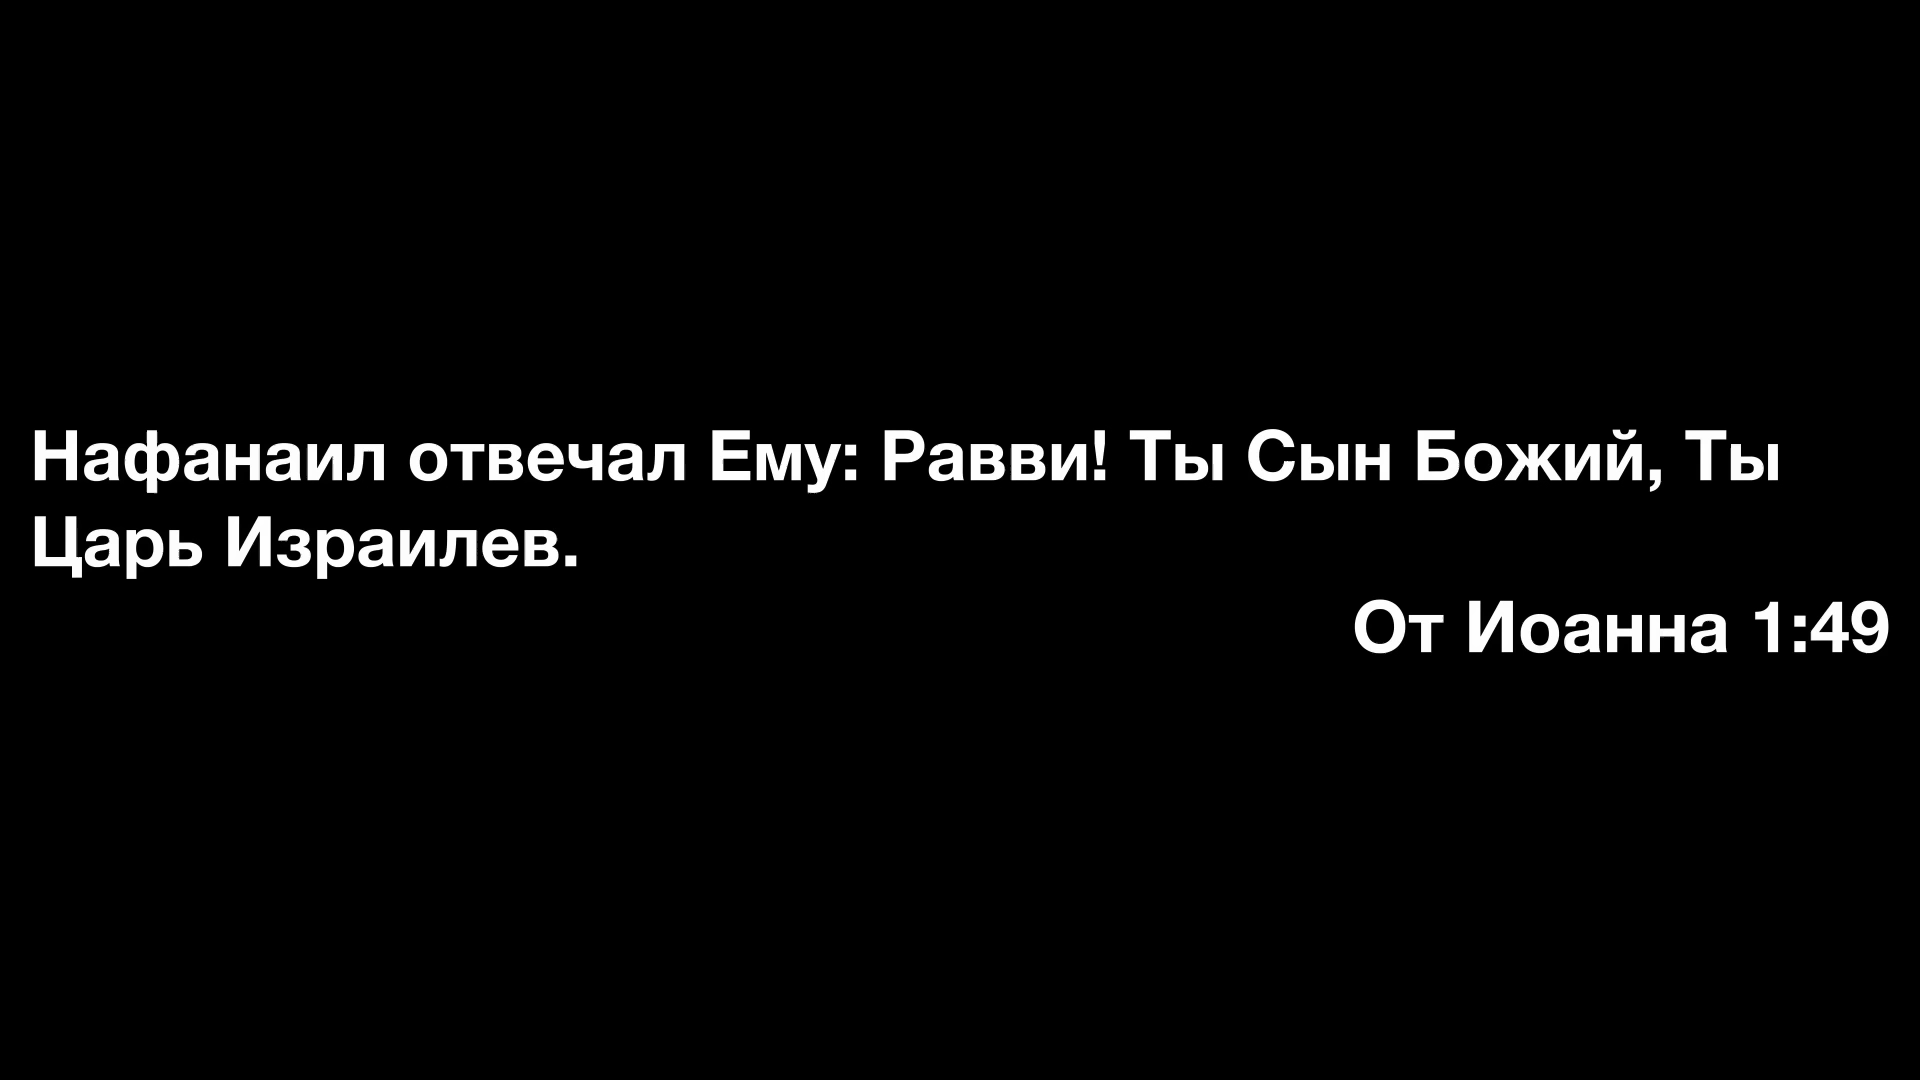 Нафанаил отвечал Ему: Равви! Ты Сын Божий, Ты
Царь Израилев.
От Иоанна 1:49